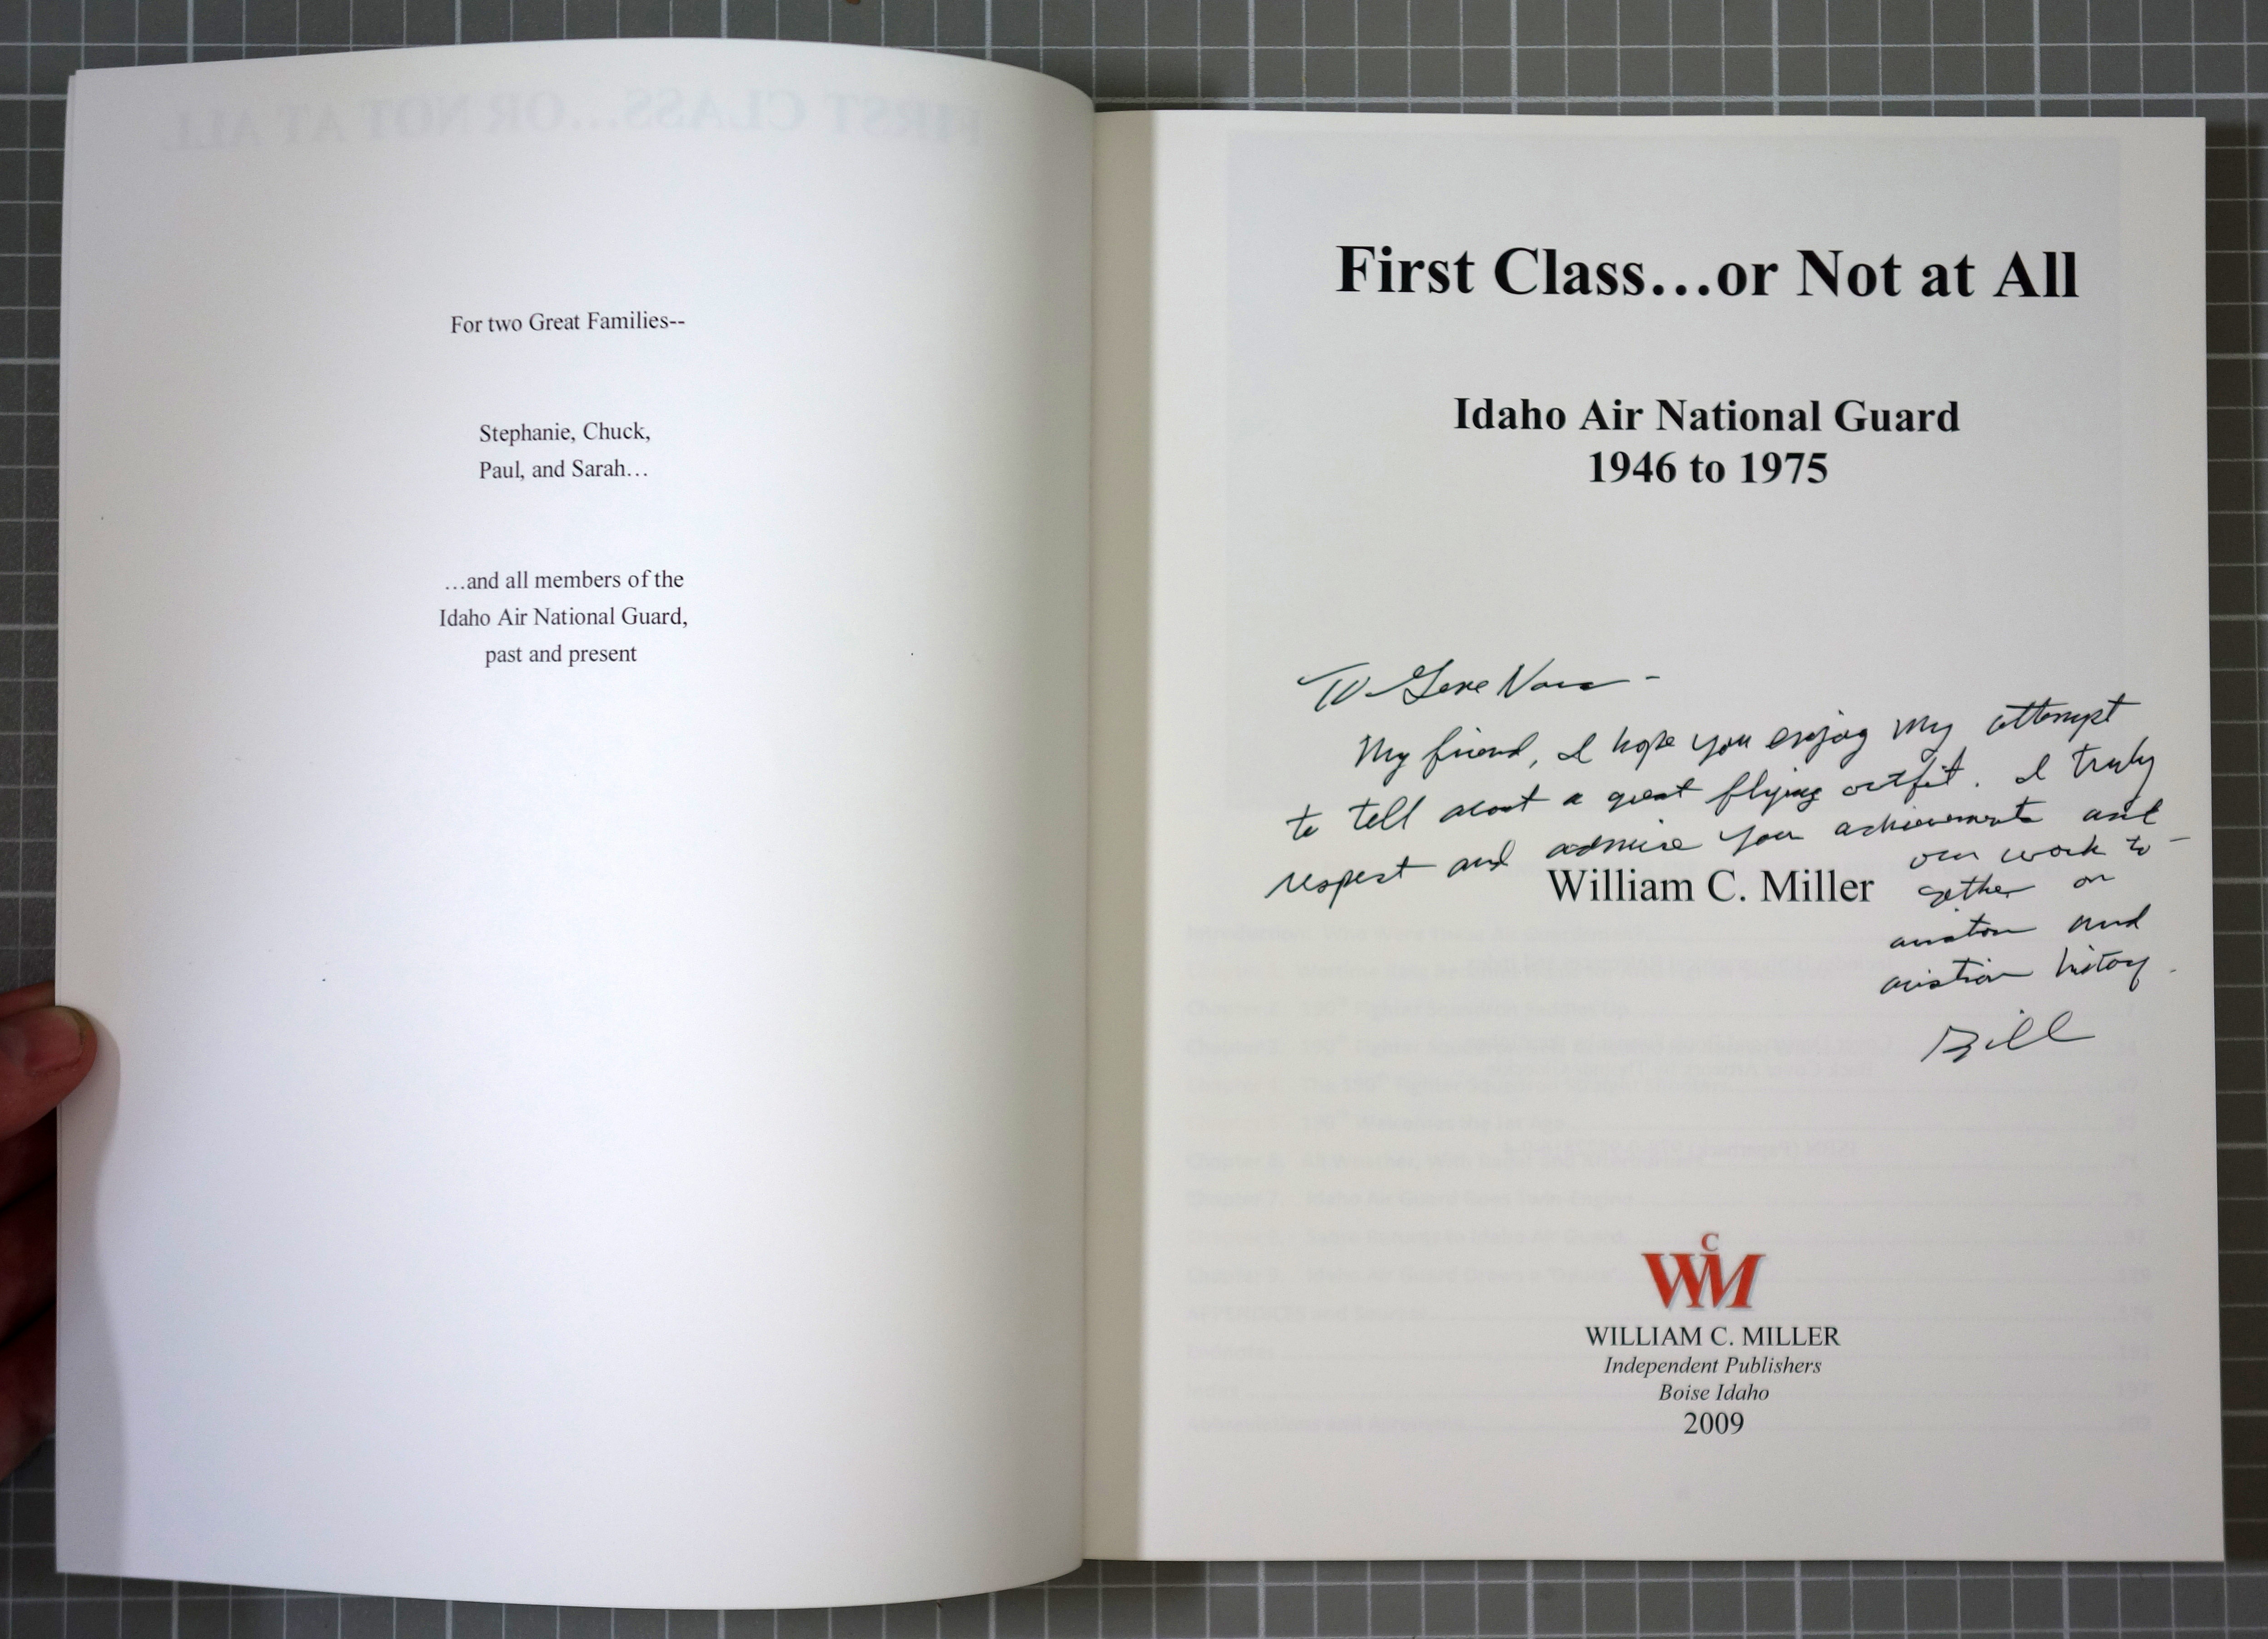 FIRST CLASS...OR NOT AT ALL
For two Great Families--
Stephanie, Chuck,
Paul, and Sarah…
…and all members of the
Idaho Air National Guard,
past and present
First Class…or Not at All
Idaho Air National Guard
1946 to 1975
To Gene -
My friend, I hope you enjoy my attempt
to tell about a great flying outfit. I truly
respect and admire your achievements and
our work to-
gether on
and
aviation history.
Bill
William C. Miller
WCM
WILLIAM C. MILLER
Independent Publishers
Boise Idaho
2009